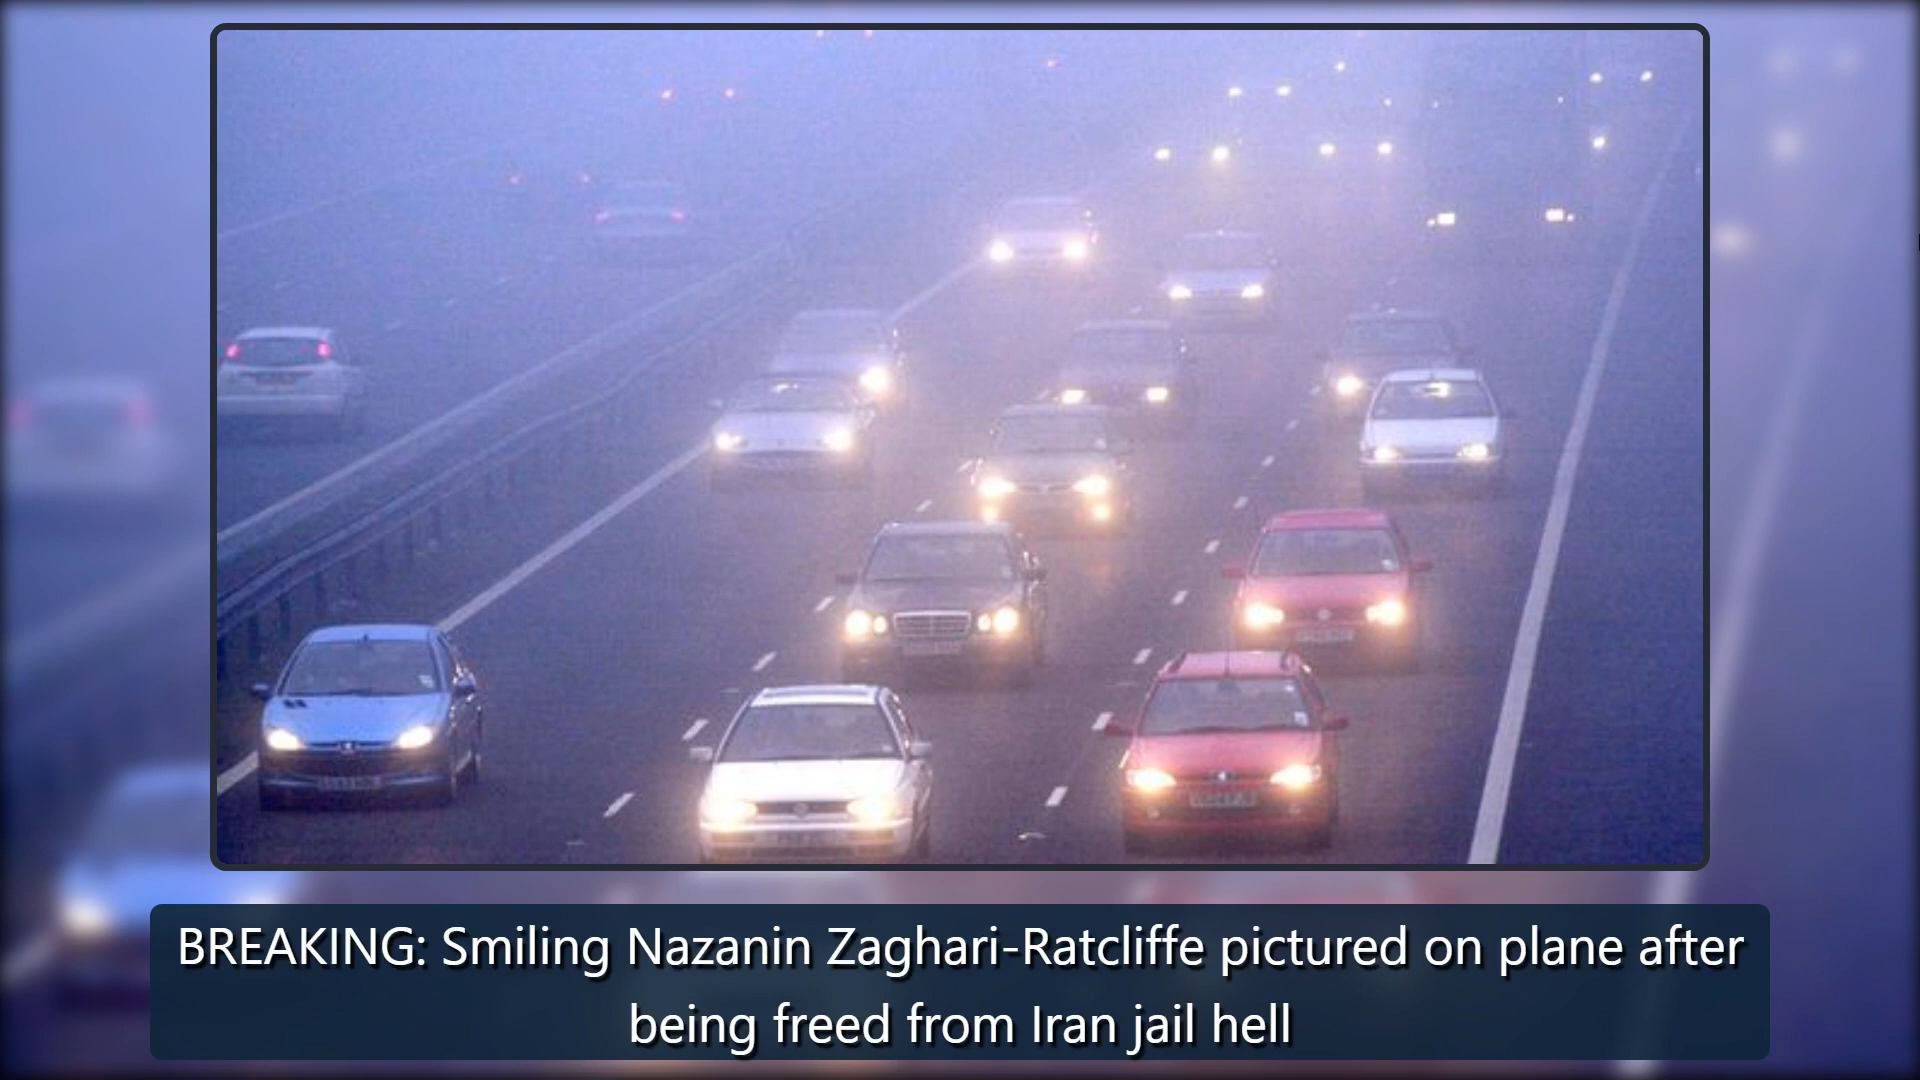 BREAKING: Smiling Nazanin Zaghari-Ratcliffe pictured on plane after
being freed from Iran jail hell